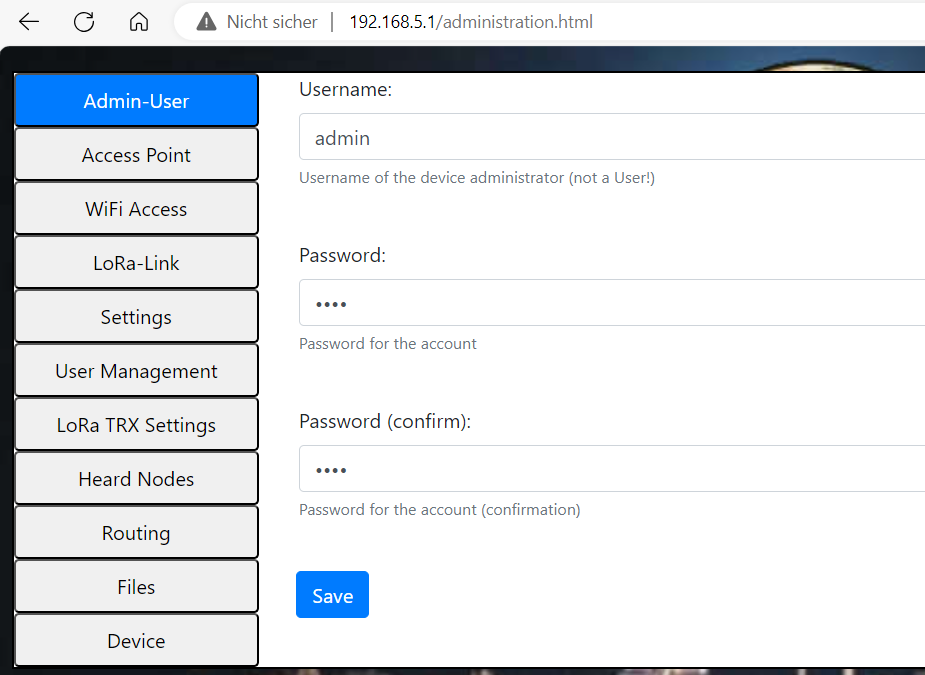 Nicht sicher | 192.168.5.1/administration.html
Admin-User
Access Point
WiFi Access
LoRa-Link
Settings
User Management
LoRa TRX Settings
Heard Nodes
Routing
Files
Device
Username:
admin
Username of the device administrator (not a User!)
Password:
••••
Password for the account
Password (confirm):
••••
Password for the account (confirmation)
Save